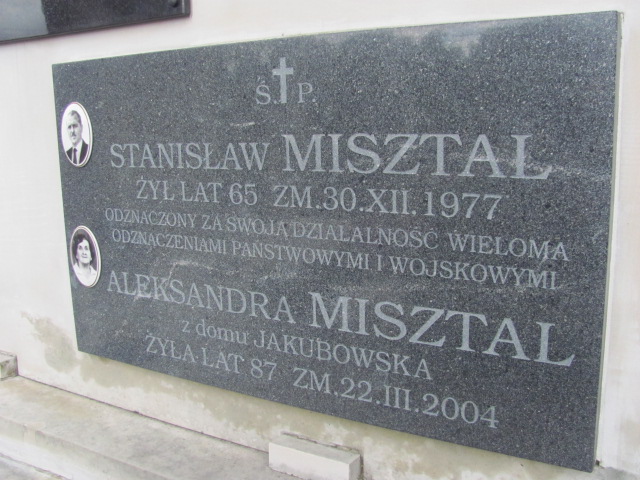 Ś. P.
STANISŁAW MISZTAL
ŻYŁ LAT 65 ZM. 30.XII.1977
ODZNACZONY ZA SWOJĄ DZIAŁALNOŚĆ WIELOMA
ODZNACZENIAMI PAŃSTWOWYMI I WOJSKOWYMI
ALEKSANDRA MISZTAL
z domu JAKUBOWSKA
ŻYŁA LAT 87 ZM. 22.III.2004